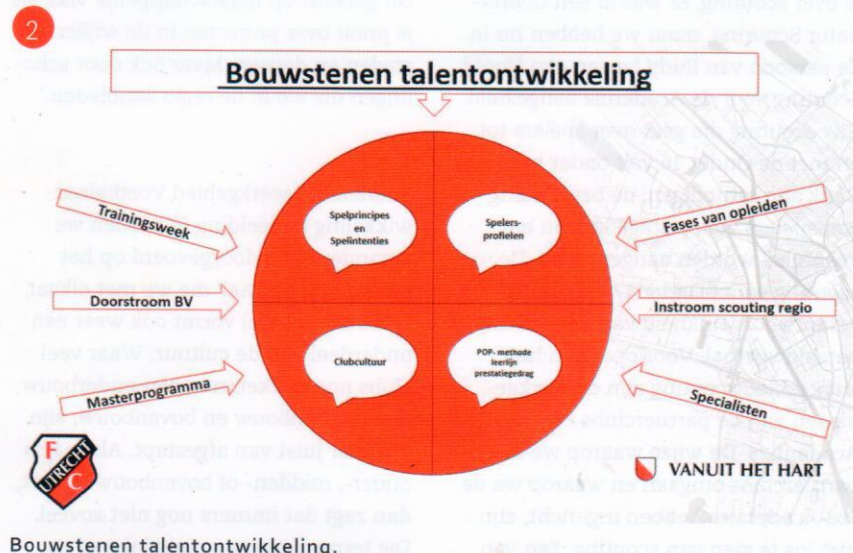 2
Bouwstenen talentontwikkeling
Trainingsweek
Doorstroom BV
Masterprogramma
Spelprincipes
en
Spelintenties
Spelers-
profielen
Clubcultuur
POP- methode
leerlijn
prestatiegedrag
Fases van opleiden
Instroom scouting regio
Specialisten
F
UTRECHT
C
VANUIT HET HART
Bouwstenen talentontwikkeling.